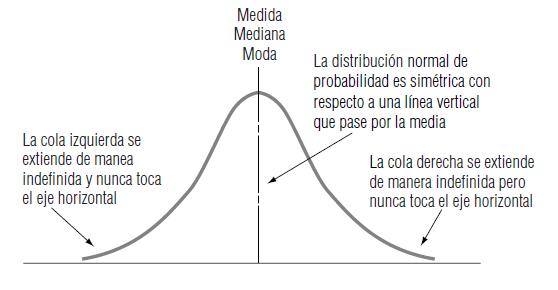 Medida
Mediana
Moda
La distribución normal de
probabilidad es simétrica con
respecto a una línea vertical
que pase por la media
La cola izquierda se
extiende de manea
indefinida y nunca toca
el eje horizontal
La cola derecha se extiende
de manera indefinida pero
nunca toca el eje horizontal